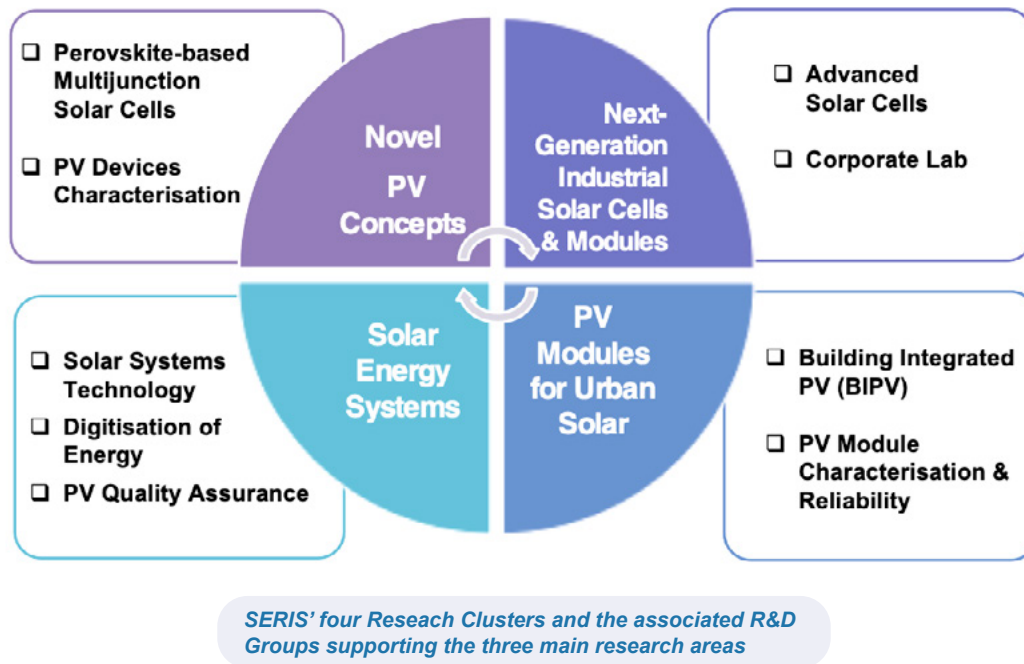 ❑ Perovskite-based
Multijunction
Solar Cells
❑ PV Devices
Characterisation
Novel
PV
Concepts
Next-
Generation
Industrial
Solar Cells
& Modules
❑ Advanced
Solar Cells
❑ Corporate Lab
❑ Solar Systems
Technology
❑ Digitisation of
Energy
❑ PV Quality Assurance
Solar
Energy
Systems
PV
Modules
for Urban
Solar
❑ Building Integrated
PV (BIPV)
❑ PV Module
Characterisation &
Reliability
SERIS' four Reseach Clusters and the associated R&D
Groups supporting the three main research areas